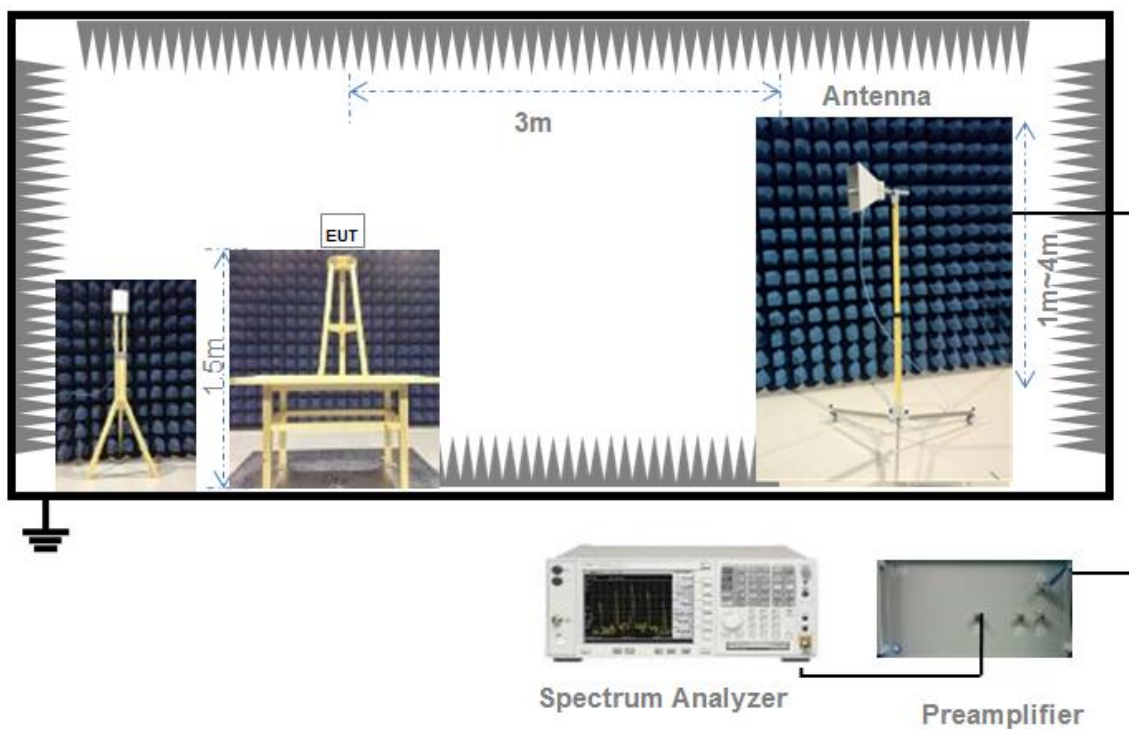 Antenna
3m
EUT
1.5m
1m~4m
Spectrum Analyzer
Preamplifier